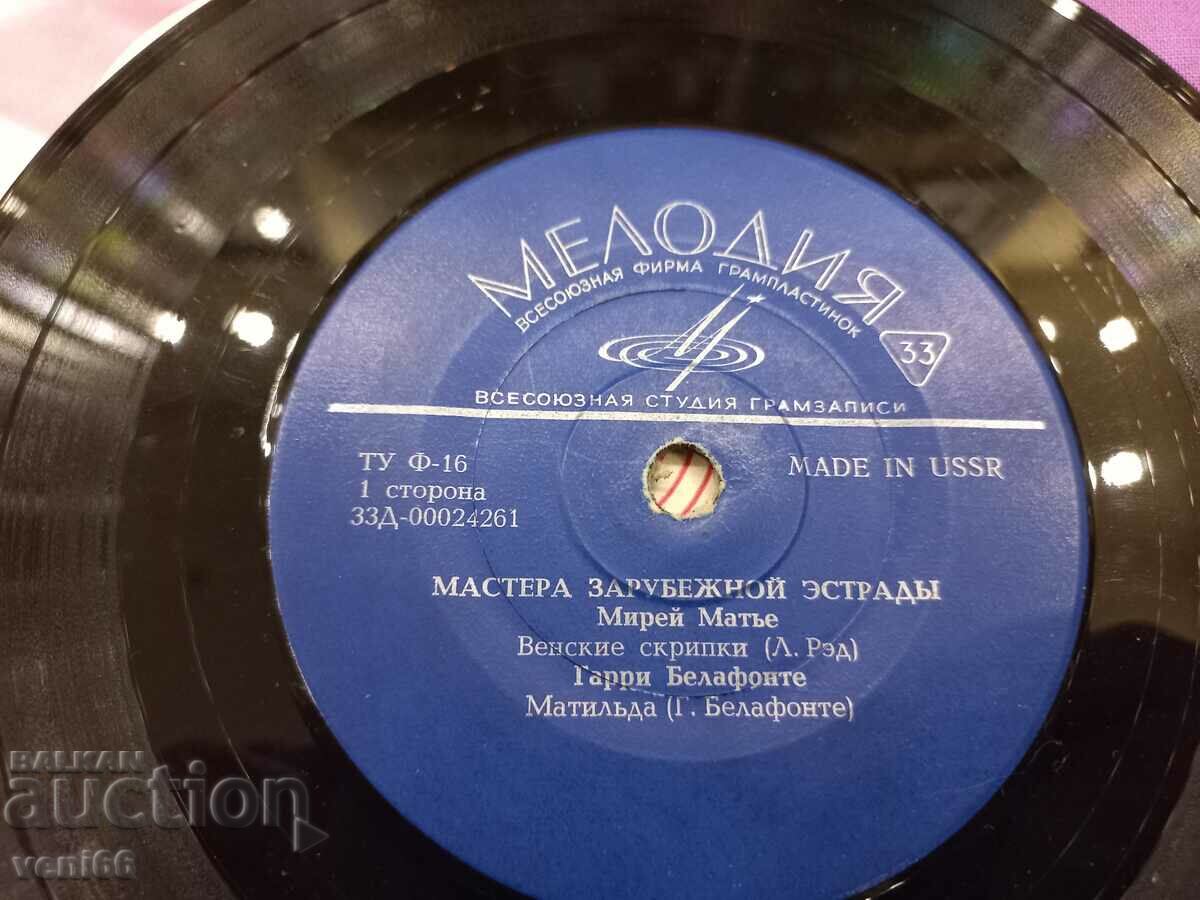 МЕЛОДИЯ
ВСЕСОЮЗНАЯ ФИРМА ГРАМПЛАСТИНОК
33
ВСЕСОЮЗНАЯ СТУДИЯ ГРАМЗАПИСИ
ТУ Ф-16
MADE IN USSR
1 сторона
33Д-00024261
МАСТЕРА ЗАРУБЕЖНОЙ ЭСТРАДЫ
Мирей Матье
Венские скрипки (Л. Рэд)
Гарри Белафонте
Матильда (Г. Белафонте)
BALKAN
auction
veni66